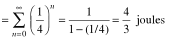 = ∑_{n=0}^{∞} (1/4)^n = 1/(1-(1/4)) = 4/3 joules